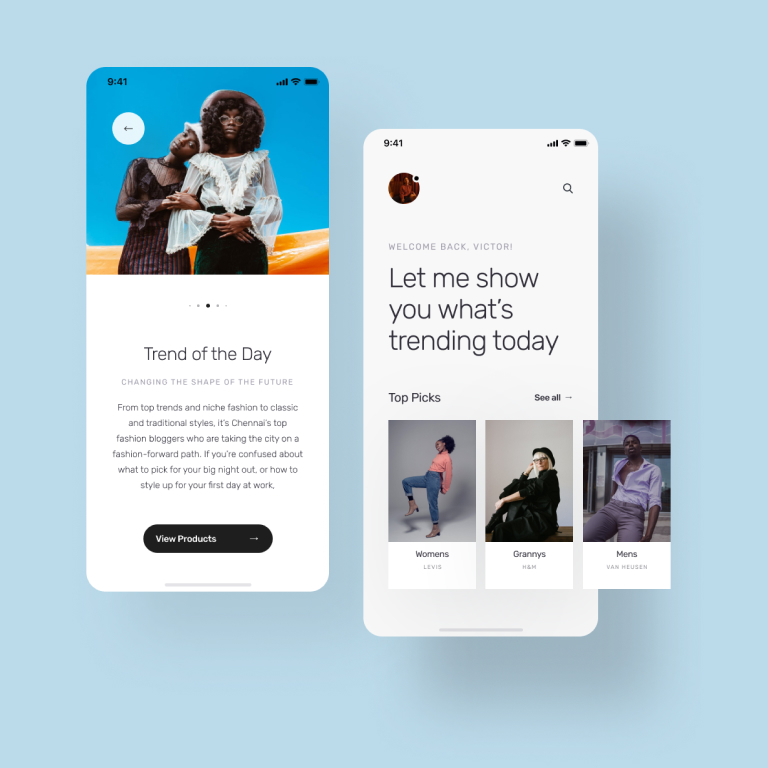 9:41
Trend of the Day
CHANGING THE SHAPE OF THE FUTURE
From top trends and niche fashion to classic
and traditional styles, it's Chennai's top
fashion bloggers who are taking the city on a
fashion-forward path. If you're confused about
what to pick for your big night out, or how to
style up for your first day at work,
View Products →
9:41
WELCOME BACK, VICTOR!
Let me show
you what's
trending today
Top Picks
See all →
Womens
LEVIS
Grannys
H&M
Mens
VAN HEUSEN